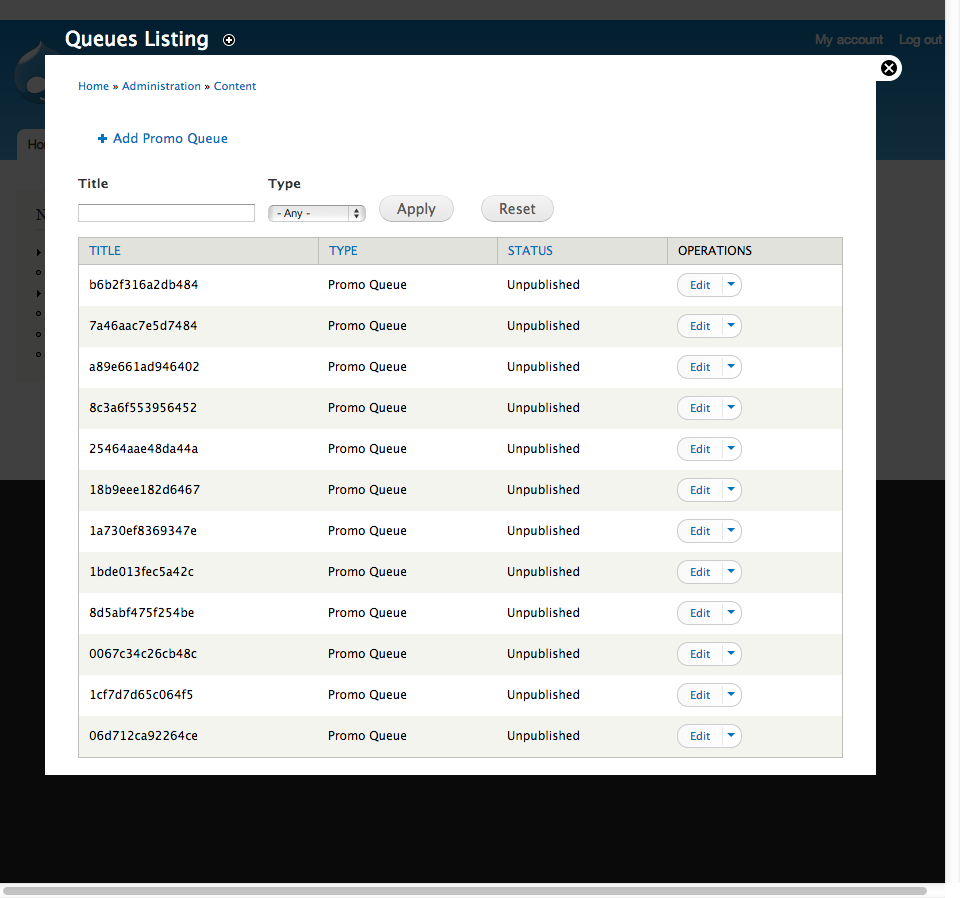 Queues Listing
My account Log out
Home » Administration » Content
Add Promo Queue
Title Type
- Any - Apply Reset
TITLE TYPE STATUS OPERATIONS
b6b2f316a2db484 Promo Queue Unpublished Edit
7a46aac7e5d7484 Promo Queue Unpublished Edit
a89e661ad946402 Promo Queue Unpublished Edit
8c3a6f553956452 Promo Queue Unpublished Edit
25464aae48da44a Promo Queue Unpublished Edit
18b9eee182d6467 Promo Queue Unpublished Edit
1a730ef8369347e Promo Queue Unpublished Edit
1bde013fec5a42c Promo Queue Unpublished Edit
8d5abf475f254be Promo Queue Unpublished Edit
0067c34c26cb48c Promo Queue Unpublished Edit
1cf7d7d65c064f5 Promo Queue Unpublished Edit
06d712ca92264ce Promo Queue Unpublished Edit